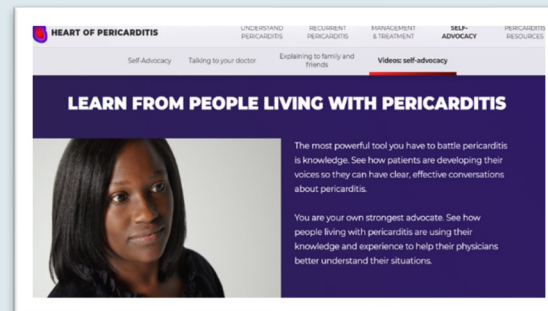 HEART OF PERICARDITIS
UNDERSTAND
PERICARDITIS
RECURRENT
PERICARDITIS
MANAGEMENT
& TREATMENT
SELF-
ADVOCACY
PERICARDITIS
RESOURCES
Self-Advocacy
Talking to your doctor
Explaining to family and
friends
Videos: self-advocacy
LEARN FROM PEOPLE LIVING WITH PERICARDITIS
The most powerful tool you have to battle pericarditis
is knowledge. See how patients are developing their
voices so they can have clear, effective conversations
about pericarditis.
You are your own strongest advocate. See how
people living with pericarditis are using their
knowledge and experience to help their physicians
better understand their situations.